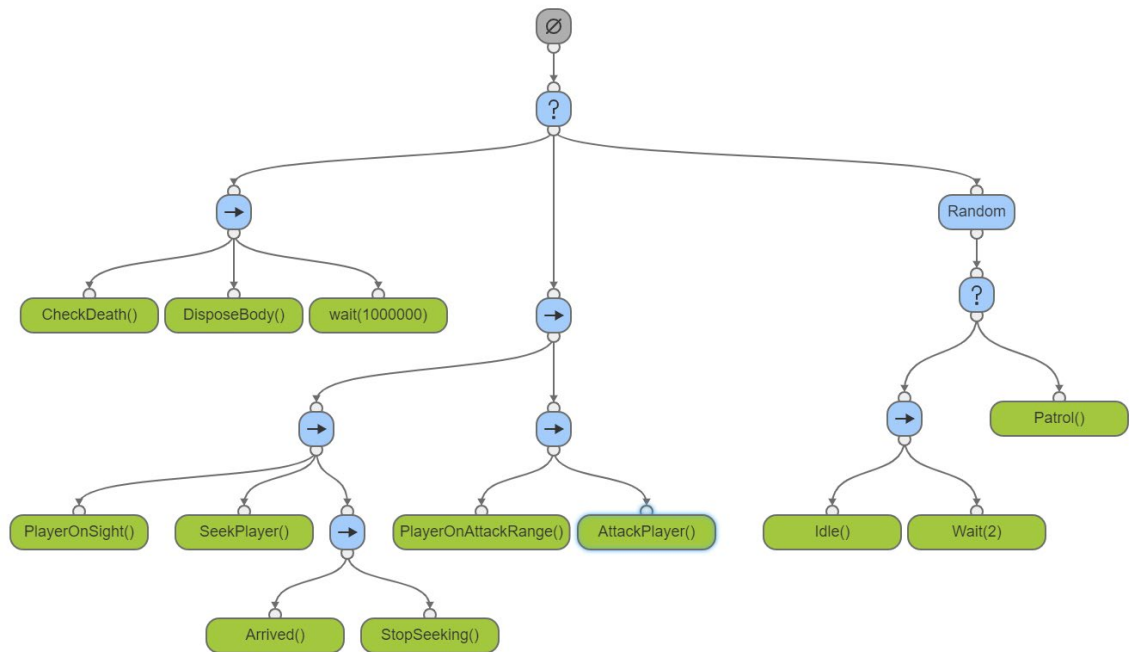 Ø
?
→
Random
CheckDeath()
DisposeBody()
wait(1000000)
→
?
→
→
→
Patrol()
PlayerOnSight()
SeekPlayer()
→
PlayerOnAttackRange()
AttackPlayer()
Idle()
Wait(2)
Arrived()
StopSeeking()